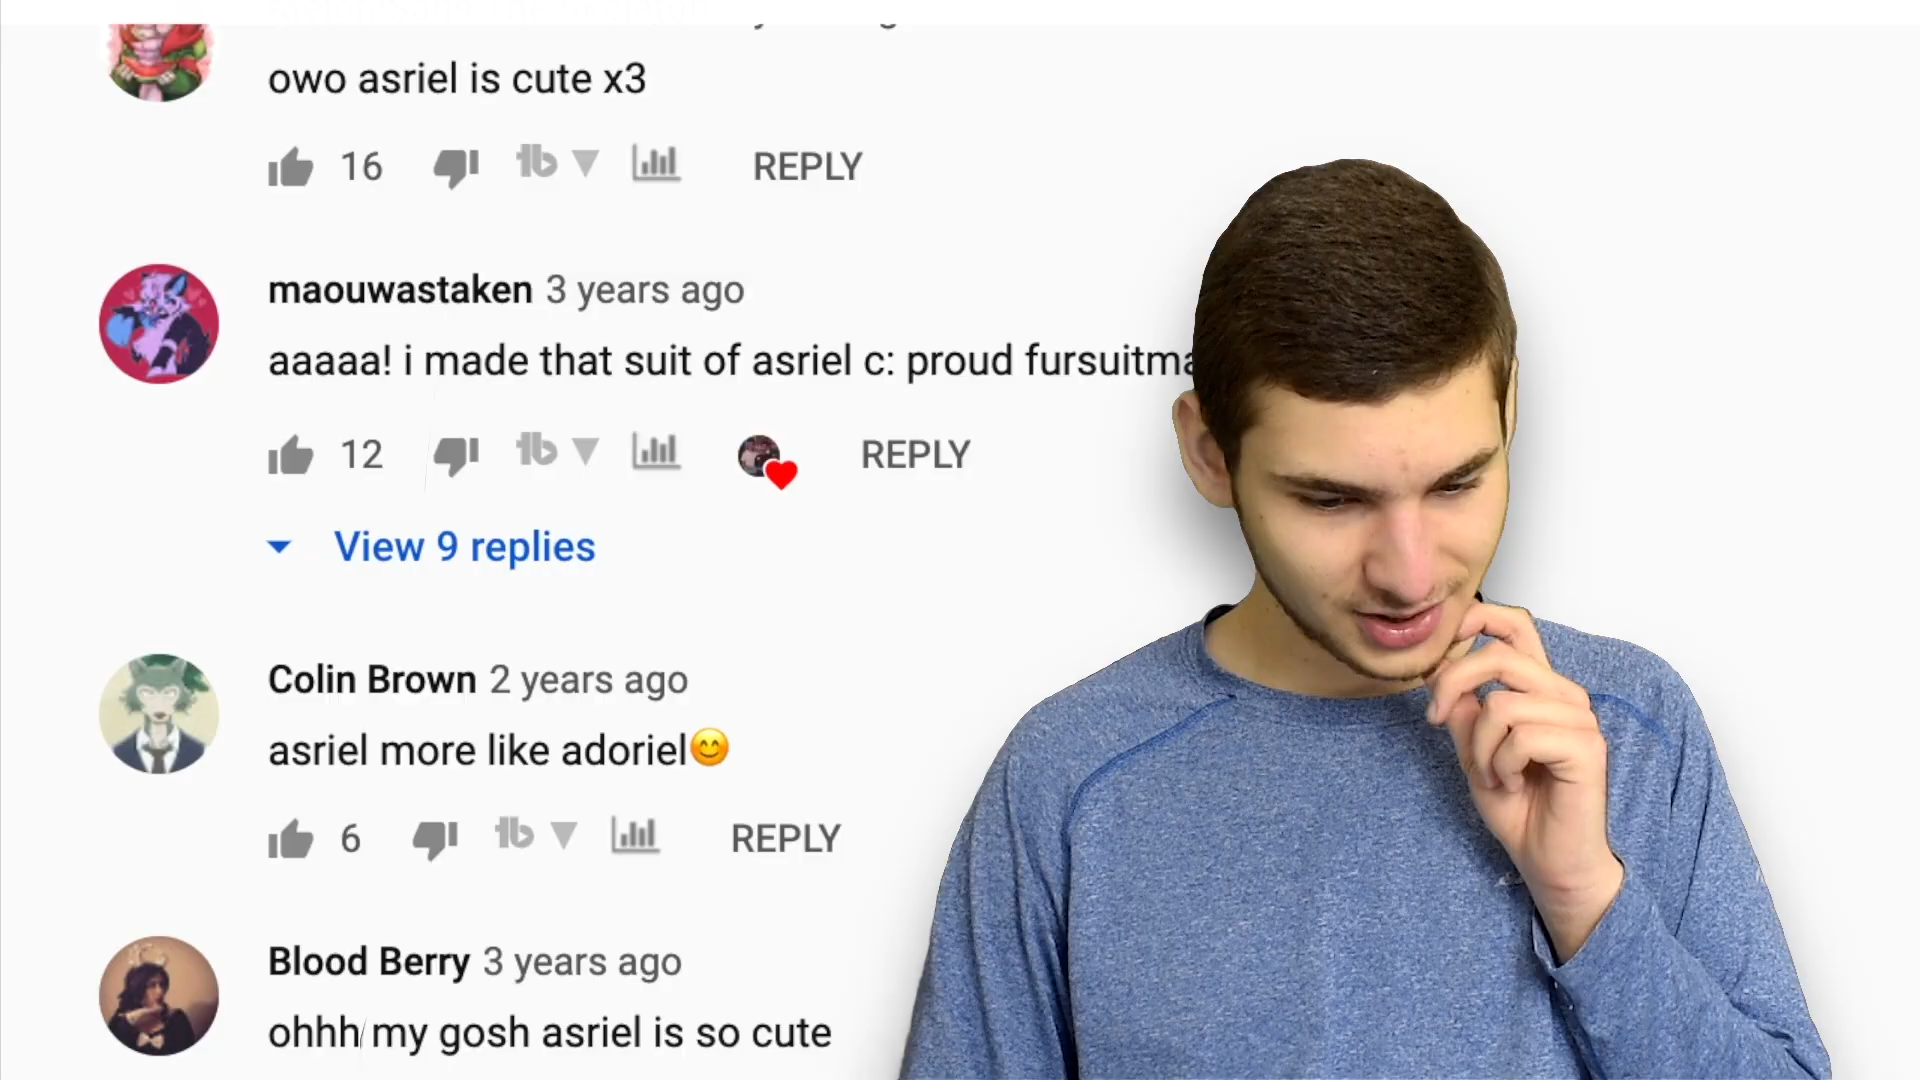 owo asriel is cute x3
16 REPLY
maouwastaken 3 years ago
aaaaa! i made that suit of asriel c: proud
12 REPLY
View 9 replies
Colin Brown 2 years ago
asriel more like adoriel😊
6 REPLY
Blood Berry 3 years ago
ohhh my gosh asriel is so cute